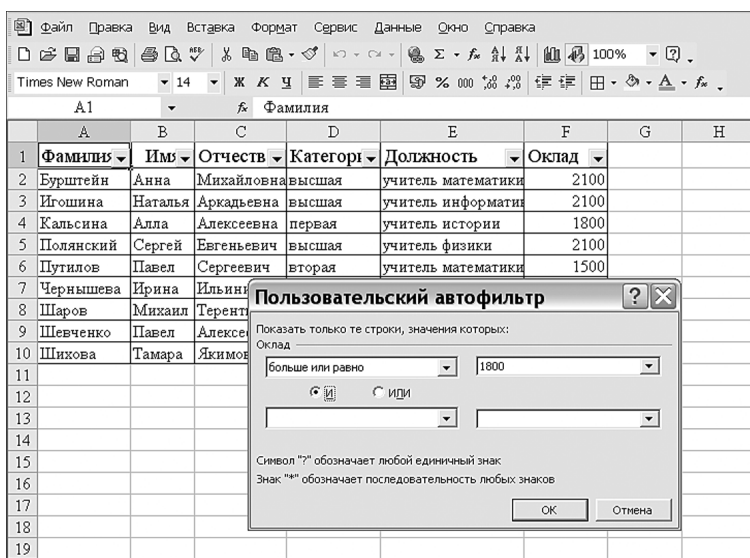 Файл Правка Вид Вставка Формат Сервис Данные Окно Справка
100%
Times New Roman 14 Ж К Ч % 000
A1 fx Фамилия
A B C D E F G H
1 Фамилия Имя Отчеств Категори Должность Оклад
2 Бурштейн Анна Михайловна высшая учитель математики 2100
3 Игошина Наталья Аркадьевна высшая учитель информати 2100
4 Кальсина Алла Алексеевна первая учитель истории 1800
5 Полянский Сергей Евгеньевич высшая учитель физики 2100
6 Путилов Павел Сергеевич вторая учитель математики 1500
7 Чернышева Ирина Ильини
8 Шаров Михаил Терент
9 Шевченко Павел Алексе
10 Шихова Тамара Якимов
11
12
13
14
15
16
17
18
19
Пользовательский автофильтр
Показать только те строки, значения которых:
Оклад
больше или равно 1800
И ИЛИ
Символ "?" обозначает любой единичный знак
Знак "*" обозначает последовательность любых знаков
ОК Отмена